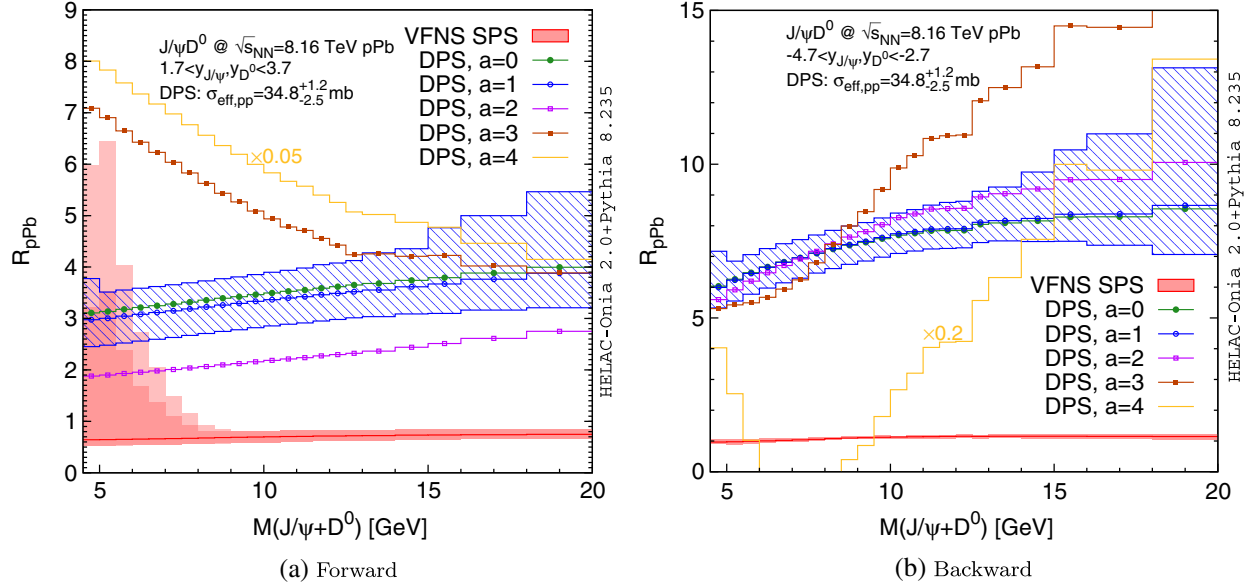 J/ψD⁰ @ √s_NN=8.16 TeV pPb
1.7<y_J/ψ,y_D⁰<3.7
DPS: σ_eff,pp=34.8^+1.2_-2.5 mb
VFNS SPS
DPS, a=0
DPS, a=1
DPS, a=2
DPS, a=3
DPS, a=4
×0.05
HELAC-Onia 2.0+Pythia 8.235
R_pPb
0
1
2
3
4
5
6
7
8
9
5
10
15
20
M(J/ψ+D⁰) [GeV]
(a) Forward
J/ψD⁰ @ √s_NN=8.16 TeV pPb
-4.7<y_J/ψ,y_D⁰<-2.7
DPS: σ_eff,pp=34.8^+1.2_-2.5 mb
×0.2
VFNS SPS
DPS, a=0
DPS, a=1
DPS, a=2
DPS, a=3
DPS, a=4
HELAC-Onia 2.0+Pythia 8.235
R_pPb
0
5
10
15
5
10
15
20
M(J/ψ+D⁰) [GeV]
(b) Backward